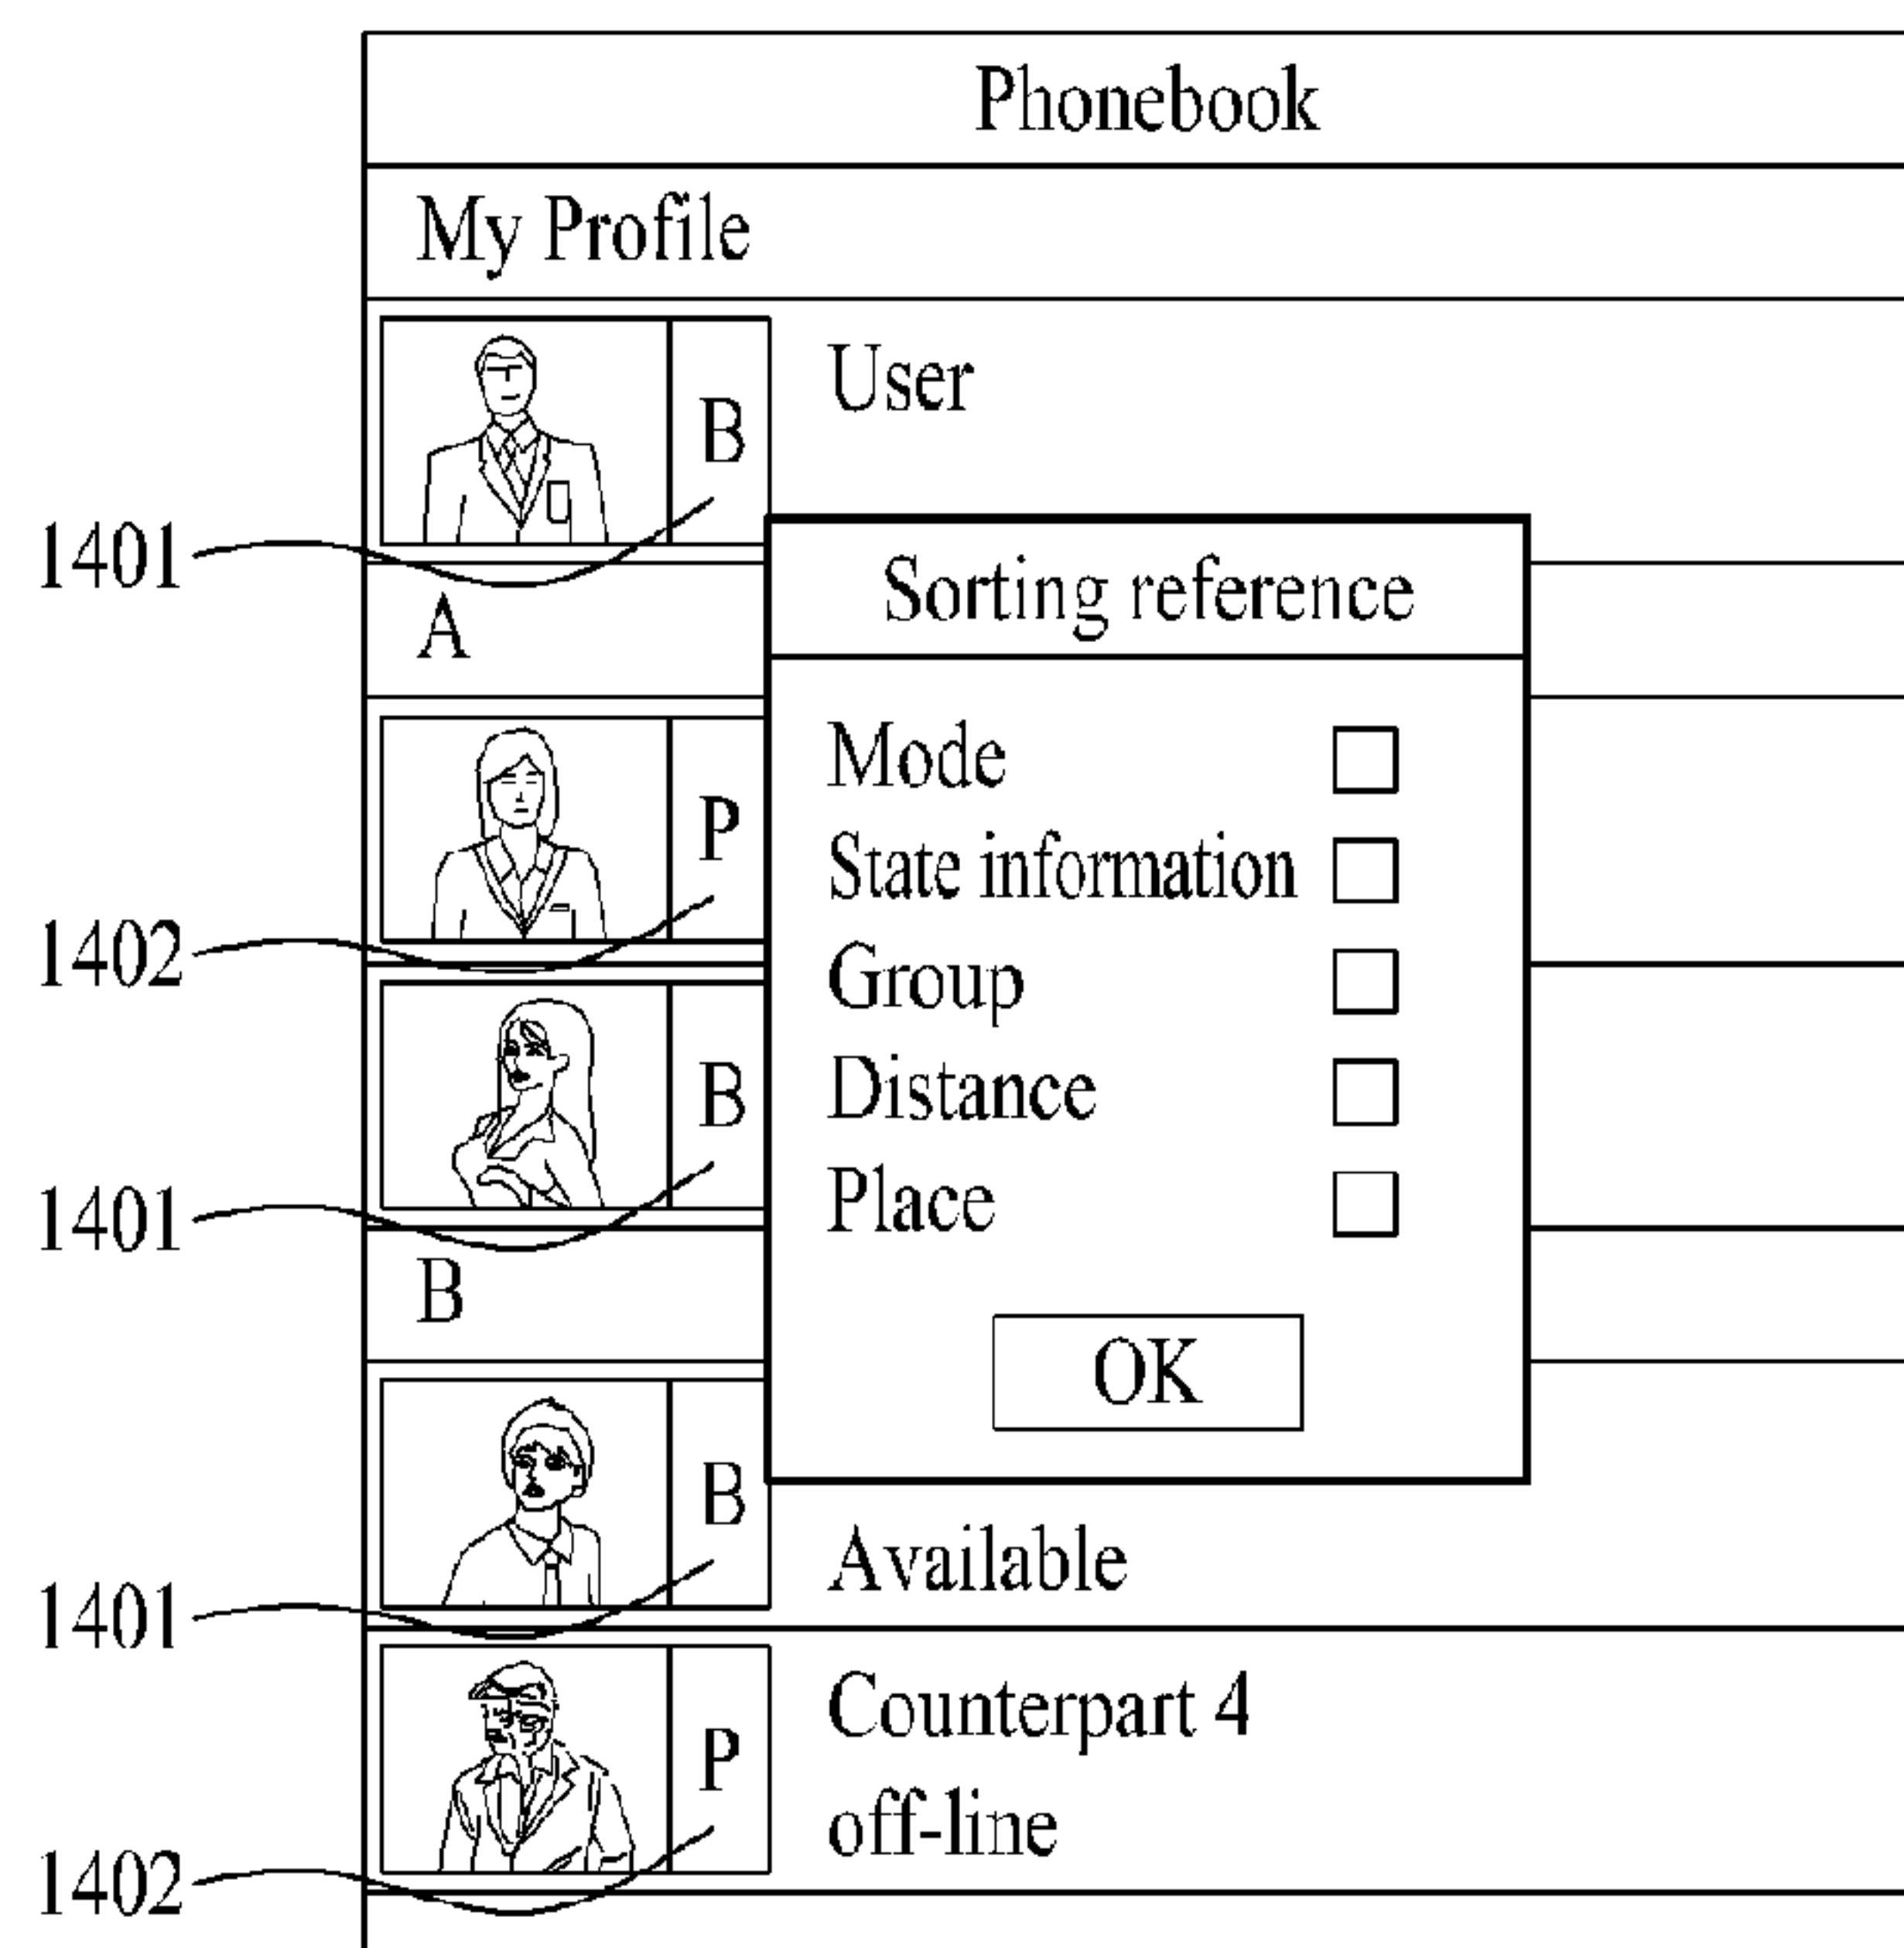 Phonebook
My Profile
B
User
1401
Sorting reference
A
Mode
P
State information
1402
Group
B
Distance
1401
Place
B
OK
B
Available
1401
Counterpart 4
P
off-line
1402